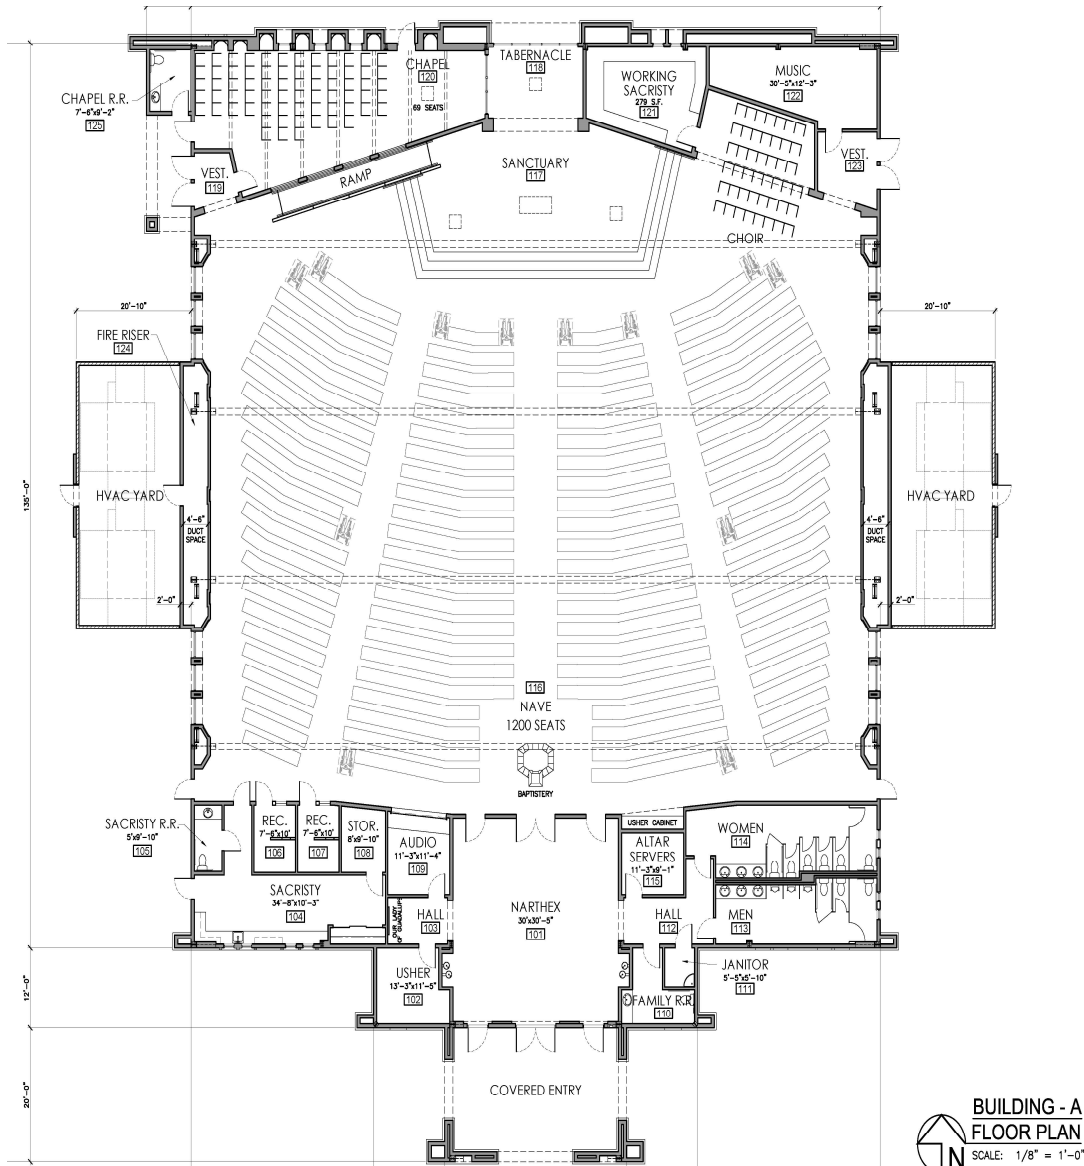 CHAPEL
120
69 SEATS
TABERNACLE
118
WORKING
SACRISTY
279 S.F.
121
MUSIC
30'-5"x12'-3"
122
CHAPEL R.R.
7'-6"x9'-2"
125
VEST.
119
RAMP
SANCTUARY
117
VEST.
123
CHOIR
20'-10"
20'-10"
FIRE RISER
124
135'-0"
HVAC YARD
4'-6"
DUCT
SPACE
2'-0"
HVAC YARD
4'-6"
DUCT
SPACE
2'-0"
116
NAVE
1200 SEATS
BAPTISTERY
SACRISTY R.R.
5'x9'-10"
105
REC.
7'-6"x10'
106
REC.
7'-6"x10'
107
STOR.
8'x9'-10"
108
AUDIO
11'-3"x11'-4"
109
USHER CABINET
ALTAR
SERVERS
11'-3"x9'-1"
115
WOMEN
114
SACRISTY
34'-8"x10'-3"
104
OUR LADY
OF GUADALUPE
HALL
103
NARTHEX
30'x30'-5"
101
HALL
112
MEN
113
USHER
13'-3"x11'-5"
102
JANITOR
5'-5"x5'-10"
111
FAMILY R.R.
110
12'-0"
20'-0"
COVERED ENTRY
BUILDING - A
FLOOR PLAN
N
SCALE: 1/8" = 1'-0"